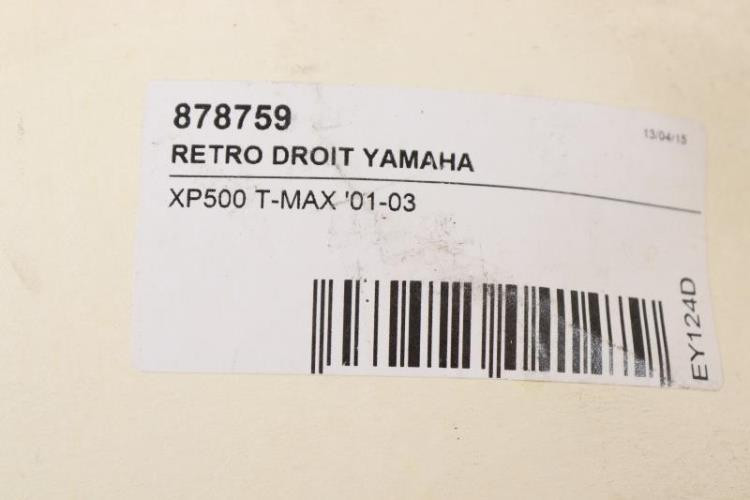 878759
13/04/15
RETRO DROIT YAMAHA
XP500 T-MAX '01-03
EY124D